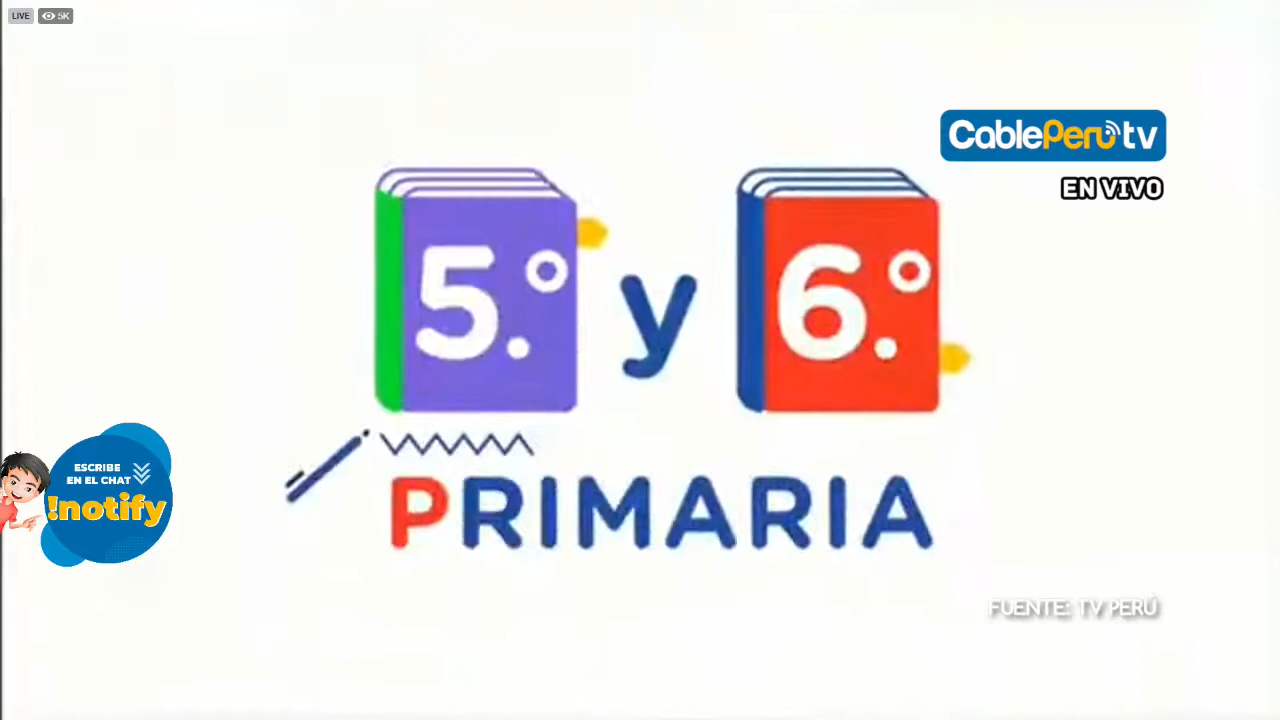 LIVE 5K
CablePerú tv
EN VIVO
5.° y 6.°
PRIMARIA
ESCRIBE
EN EL CHAT
!notify
FUENTE: TV PERÚ